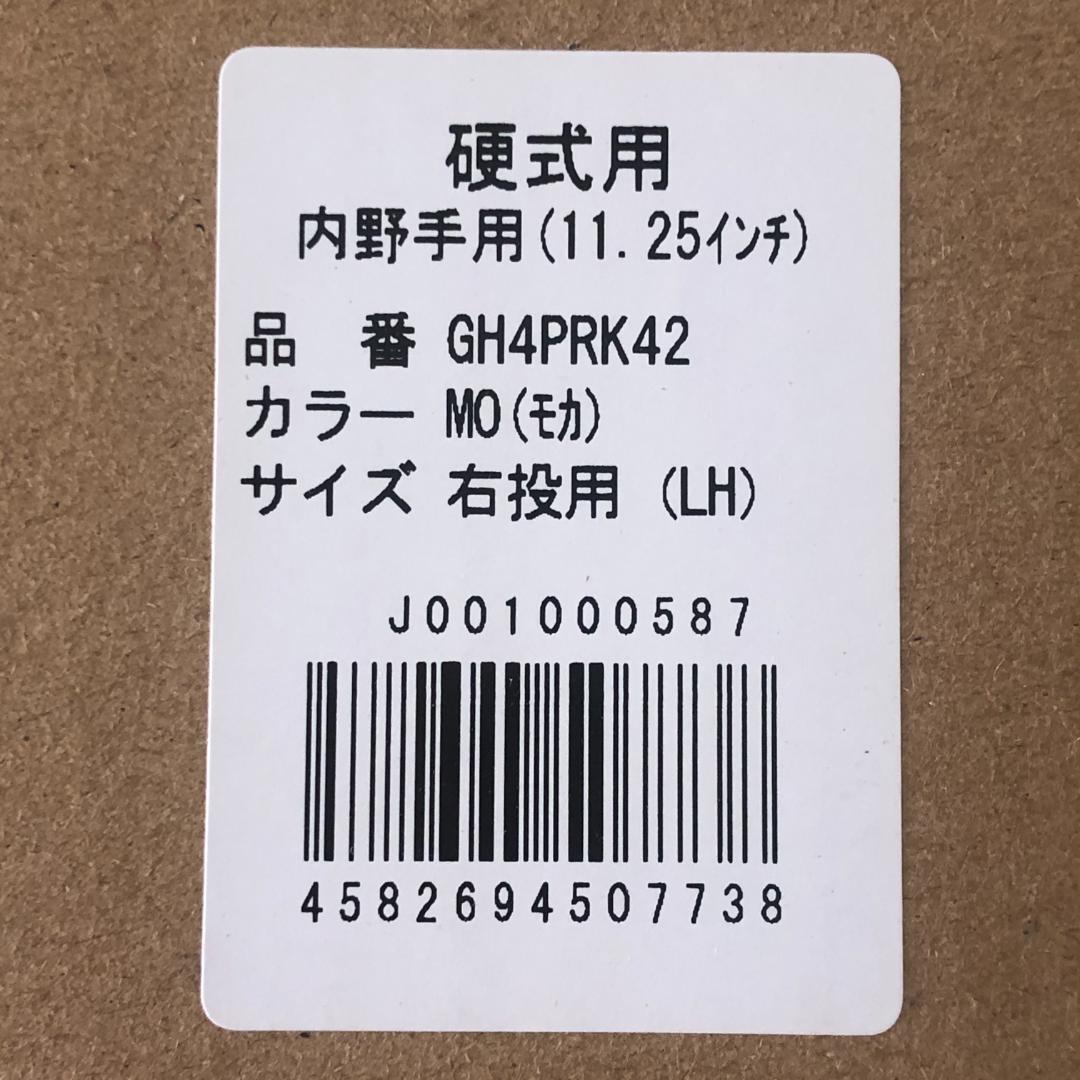 硬式用
内野手用(11.25ｲﾝﾁ)
品　番 GH4PRK42
カラー MO(ﾓｶ)
サイズ 右投用 (LH)
J001000587
4582694507738